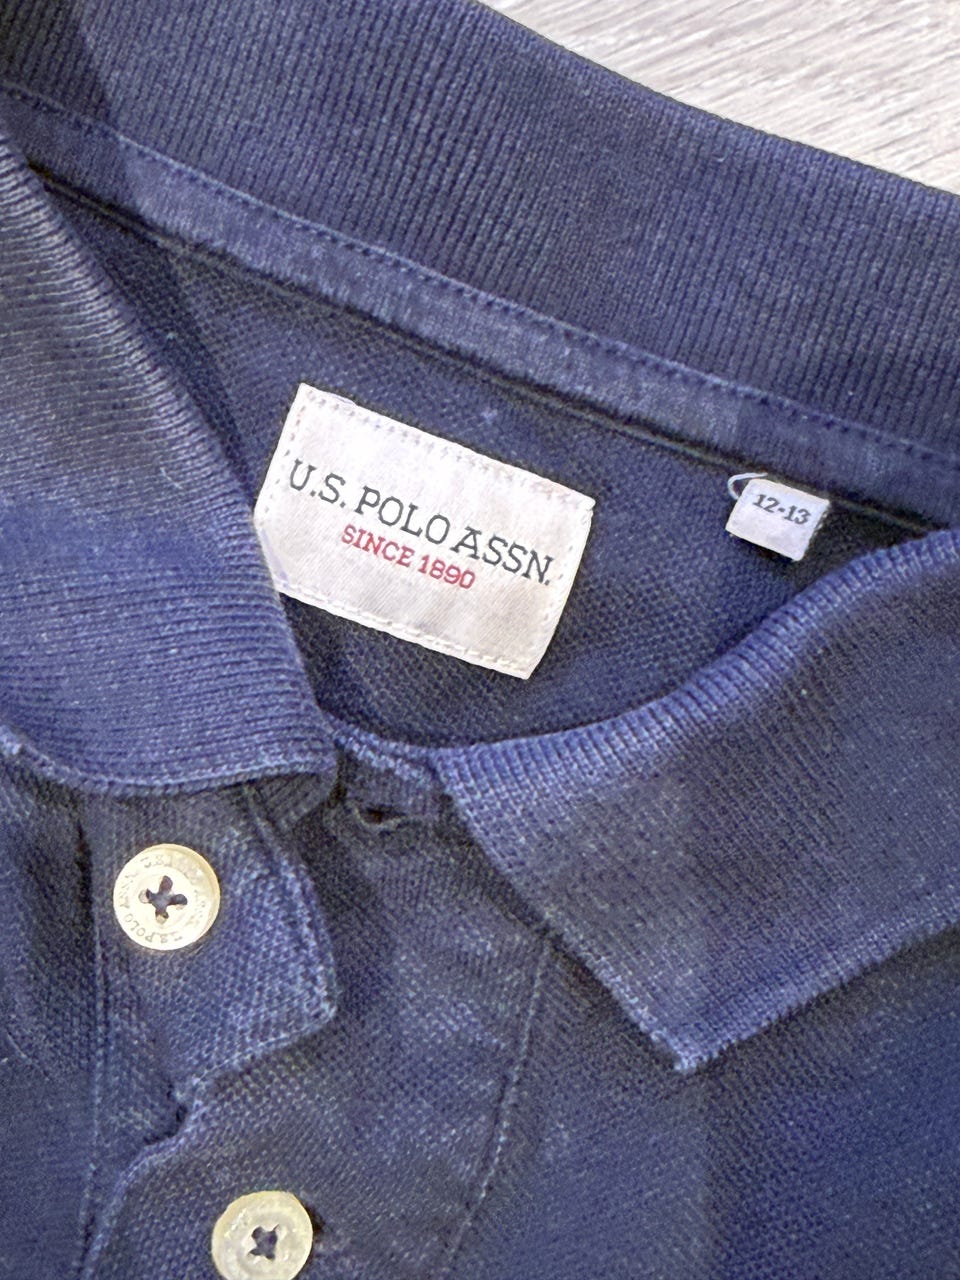 U.S. POLO ASSN.
SINCE 1890
12-13